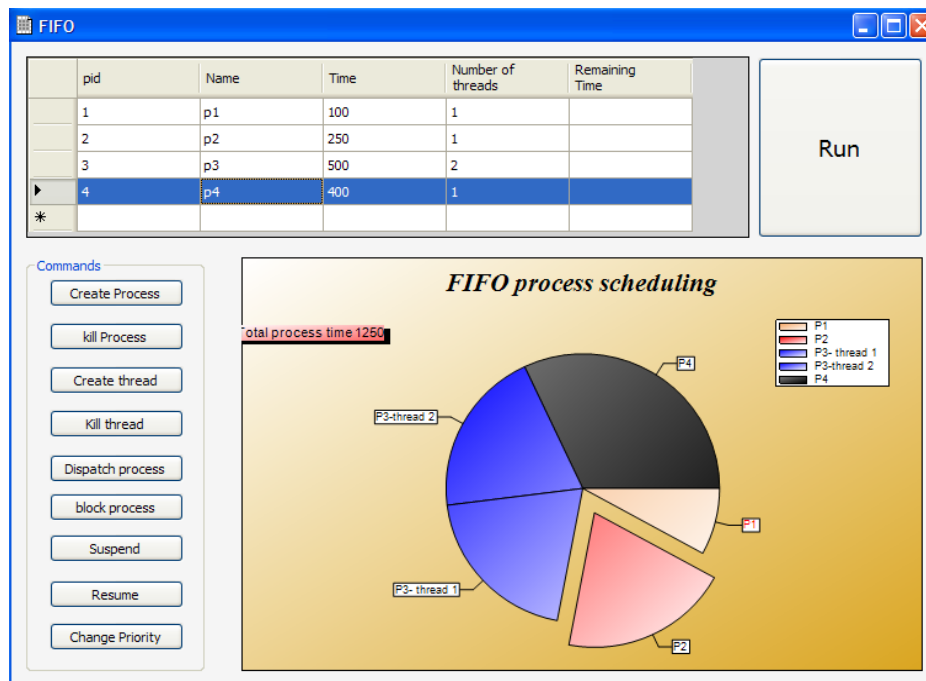 FIFO
pid Name Time Number of threads Remaining Time
1 p1 100 1
2 p2 250 1
3 p3 500 2
4 p4 400 1
Run
Commands
Create Process
kill Process
Create thread
Kill thread
Dispatch process
block process
Suspend
Resume
Change Priority
FIFO process scheduling
otal process time 1250
P1
P2
P3- thread 1
P3-thread 2
P4
P4
P3-thread 2
P1
P3- thread 1
P2